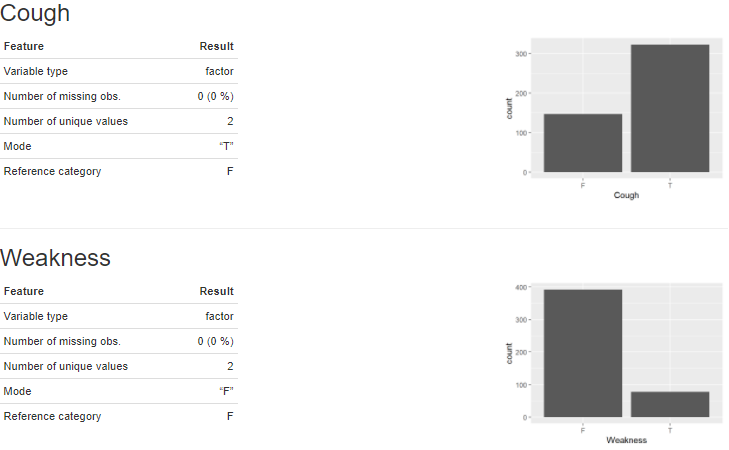 Cough
Feature Result
Variable type factor
Number of missing obs. 0 (0 %)
Number of unique values 2
Mode “T”
Reference category F
300
200
100
0
count
F T
Cough
Weakness
Feature Result
Variable type factor
Number of missing obs. 0 (0 %)
Number of unique values 2
Mode “F”
Reference category F
400
300
200
100
0
count
F T
Weakness